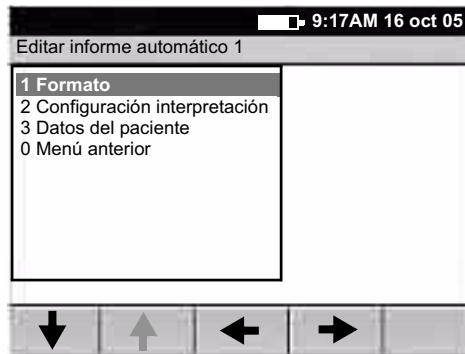 9:17AM 16 oct 05
Editar informe automático 1
1 Formato
2 Configuración interpretación
3 Datos del paciente
0 Menú anterior